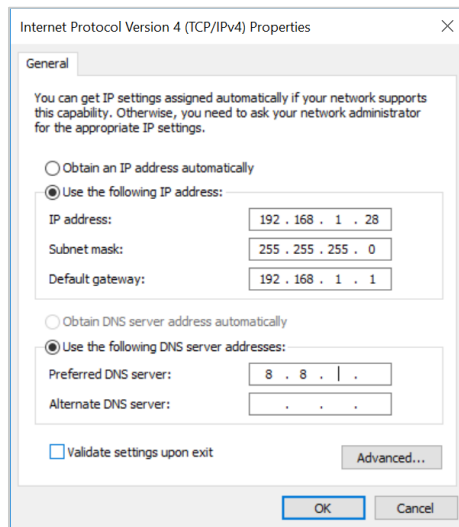 Internet Protocol Version 4 (TCP/IPv4) Properties
General
You can get IP settings assigned automatically if your network supports
this capability. Otherwise, you need to ask your network administrator
for the appropriate IP settings.
Obtain an IP address automatically
Use the following IP address:
IP address: 192 . 168 . 1 . 28
Subnet mask: 255 . 255 . 255 . 0
Default gateway: 192 . 168 . 1 . 1
Obtain DNS server address automatically
Use the following DNS server addresses:
Preferred DNS server: 8 . 8 . .
Alternate DNS server: . . .
Validate settings upon exit
Advanced...
OK Cancel